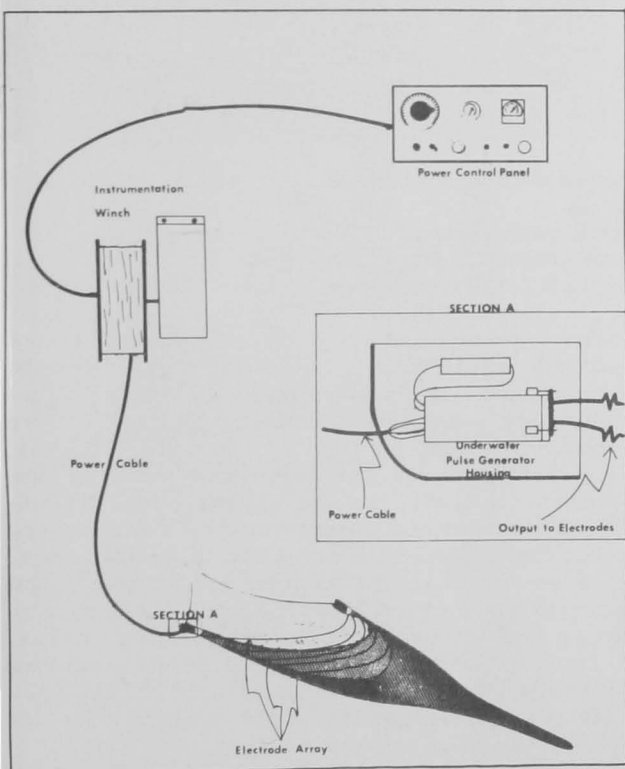 Power Control Panel
Instrumentation
Winch
SECTION A
Underwater
Pulse Generator
Housing
Power Cable
Output to Electrodes
Power Cable
SECTION A
Electrode Array